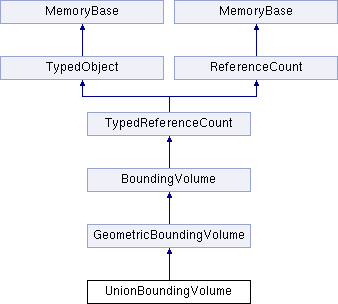 MemoryBase
MemoryBase
TypedObject
ReferenceCount
TypedReferenceCount
BoundingVolume
GeometricBoundingVolume
UnionBoundingVolume